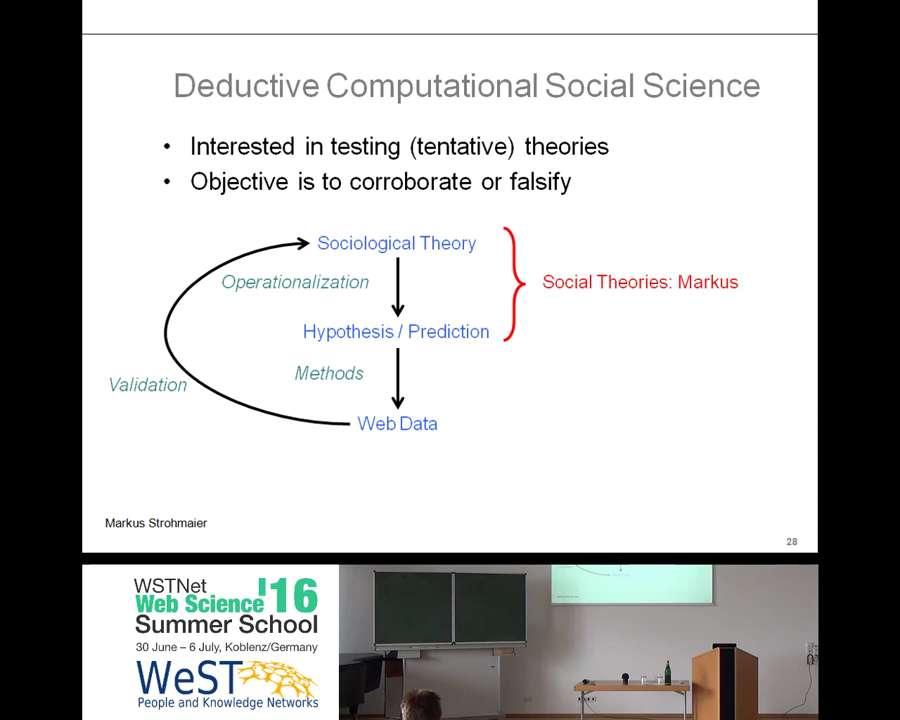 Deductive Computational Social Science
• Interested in testing (tentative) theories
• Objective is to corroborate or falsify
Sociological Theory
Operationalization
Social Theories: Markus
Hypothesis / Prediction
Methods
Validation
Web Data
Markus Strohmaier
28
WSTNet
Web Science '16
Summer School
30 June – 6 July, Koblenz/Germany
WeST
People and Knowledge Networks